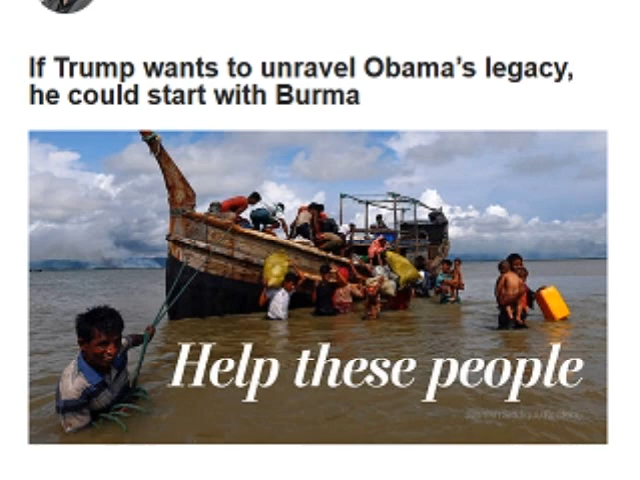 If Trump wants to unravel Obama's legacy,
he could start with Burma
Help these people